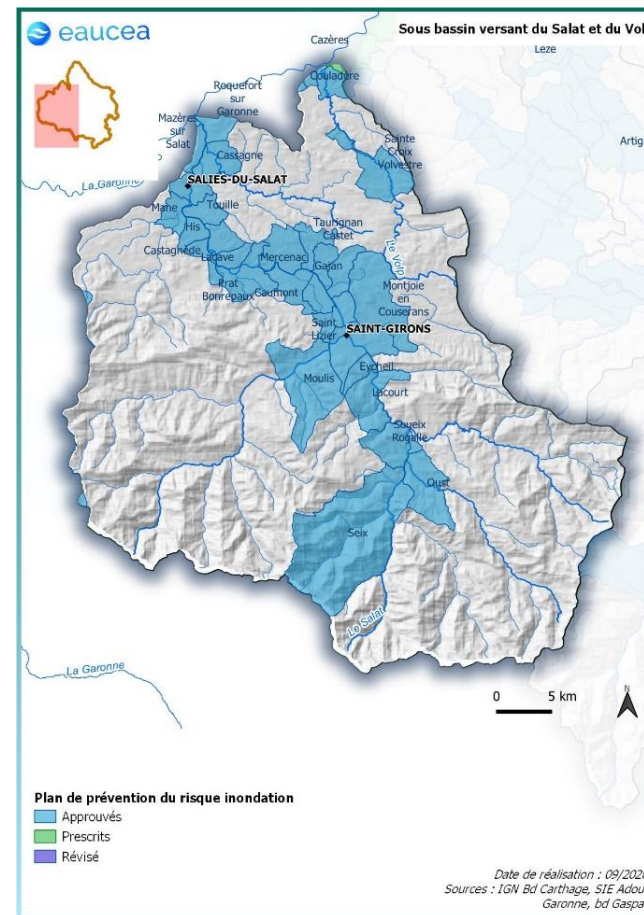 eaucea
Sous bassin versant du Salat et du Vol
Cazères
Leze
Couladère
Roquefort
sur
Garonne
Mazères
sur
Salat
Cassagne
Sainte
Croix
Volvestre
Artig
La Garonne
SALIES-DU-SALAT
Mane
Touille
His
Taurignan
Castet
Castagnède
Lacave
Mercenac
Gajan
Le Volp
Prat
Bonrepaux
Caumont
Montjoie
en
Couserans
Saint
Lizier
SAINT-GIRONS
Moulis
Eycheil
Lacourt
Soueix
Rogalle
Oust
Seix
Le Salat
La Garonne
0 5 km
N
Plan de prévention du risque inondation
Approuvés
Prescrits
Révisé
Date de réalisation : 09/202
Sources : IGN Bd Carthage, SIE Adou
Garonne, bd Gaspa